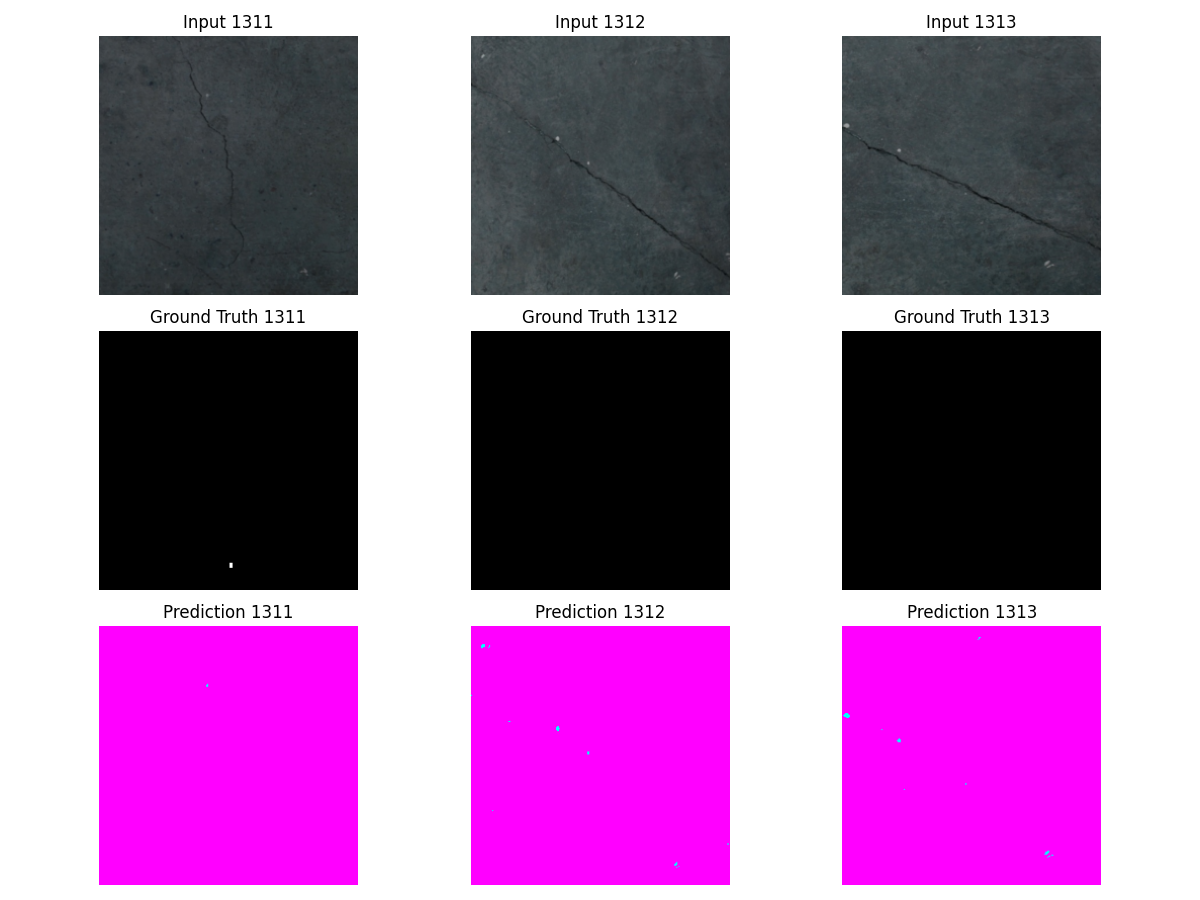 Input 1311
Input 1312
Input 1313
Ground Truth 1311
Ground Truth 1312
Ground Truth 1313
Prediction 1311
Prediction 1312
Prediction 1313